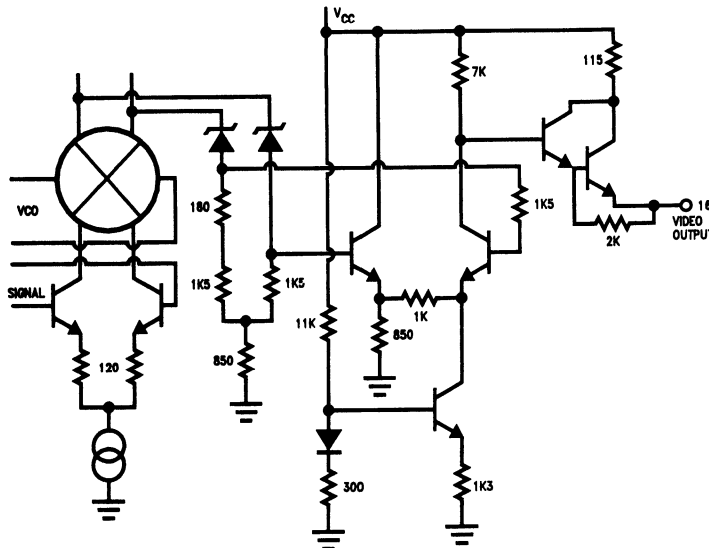 VCC
7K
115
180
1K5
VCO
16
VIDEO
OUTPUT
2K
SIGNAL
1K5
1K5
11K
1K
850
120
850
300
1K3